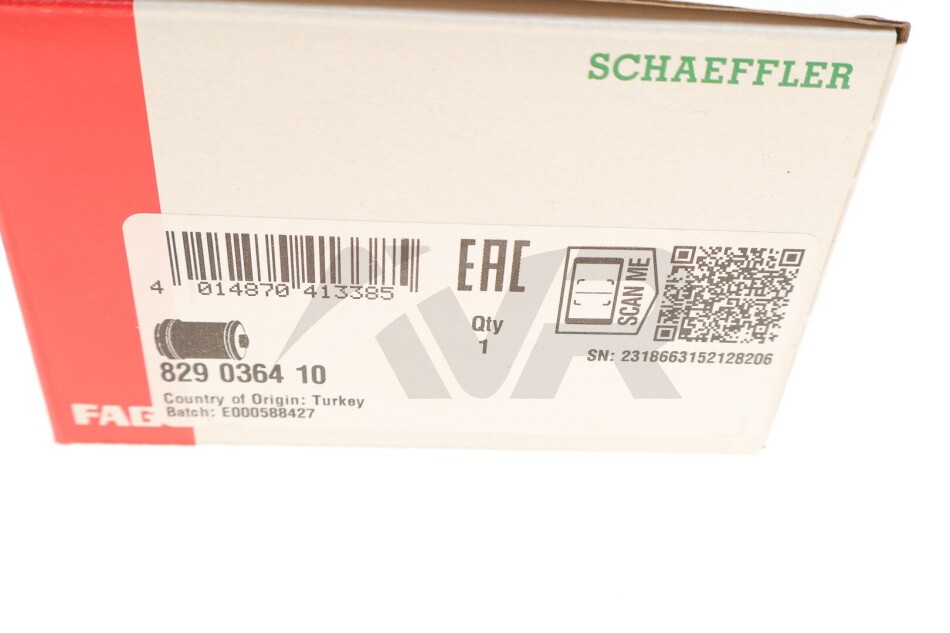 SCHAEFFLER
4 014870 413385
EAC
Qty
1
SCAN ME
SN: 2318663152128206
829 0364 10
Country of Origin: Turkey
Batch: E000588427
FAG